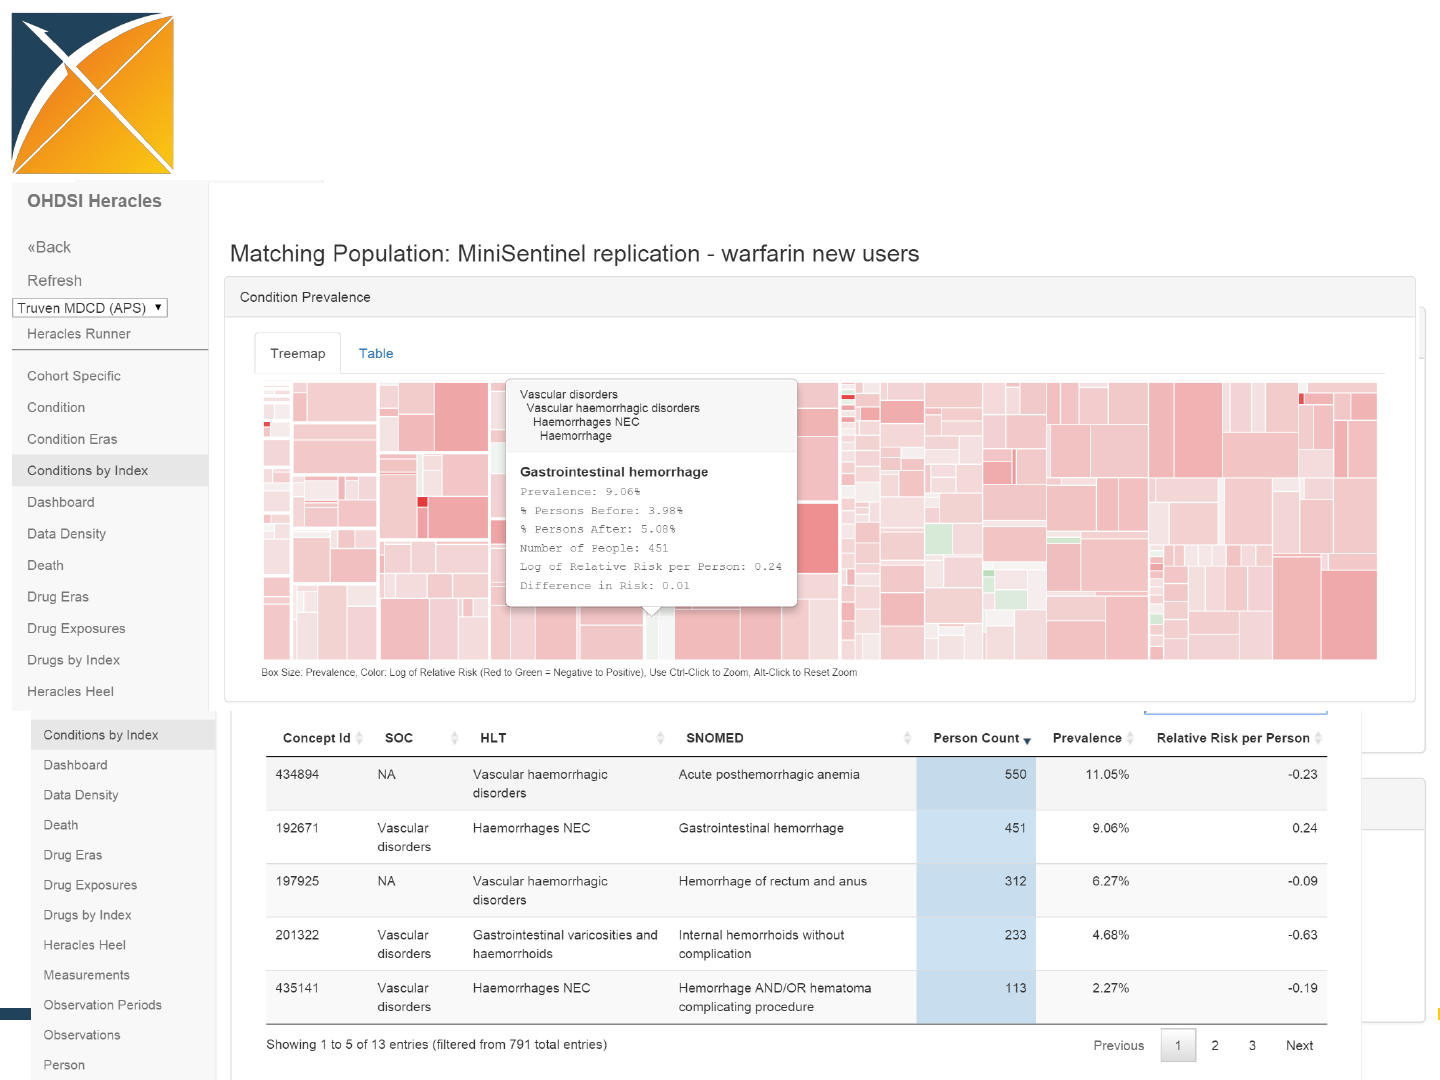 OHDSI Heracles
«Back
Refresh
Truven MDCD (APS)
Heracles Runner
Cohort Specific
Condition
Condition Eras
Conditions by Index
Dashboard
Data Density
Death
Drug Eras
Drug Exposures
Drugs by Index
Heracles Heel
Matching Population: MiniSentinel replication - warfarin new users
Condition Prevalence
Treemap Table
Vascular disorders
Vascular haemorrhagic disorders
Haemorrhages NEC
Haemorrhage
Gastrointestinal hemorrhage
Prevalence: 9.06%
% Persons Before: 3.98%
% Persons After: 5.08%
Number of People: 451
Log of Relative Risk per Person: 0.24
Difference in Risk: 0.01
Box Size: Prevalence, Color: Log of Relative Risk (Red to Green = Negative to Positive), Use Ctrl-Click to Zoom, Alt-Click to Reset Zoom
Conditions by Index
Dashboard
Data Density
Death
Drug Eras
Drug Exposures
Drugs by Index
Heracles Heel
Measurements
Observation Periods
Observations
Person
Concept Id SOC HLT SNOMED Person Count Prevalence Relative Risk per Person
434894 NA Vascular haemorrhagic Acute posthemorrhagic anemia 550 11.05% -0.23
disorders
192671 Vascular Haemorrhages NEC Gastrointestinal hemorrhage 451 9.06% 0.24
disorders
197925 NA Vascular haemorrhagic Hemorrhage of rectum and anus 312 6.27% -0.09
disorders
201322 Vascular Gastrointestinal varicosities and Internal hemorrhoids without 233 4.68% -0.63
disorders haemorrhoids complication
435141 Vascular Haemorrhages NEC Hemorrhage AND/OR hematoma 113 2.27% -0.19
disorders complicating procedure
Showing 1 to 5 of 13 entries (filtered from 791 total entries)
Previous 1 2 3 Next